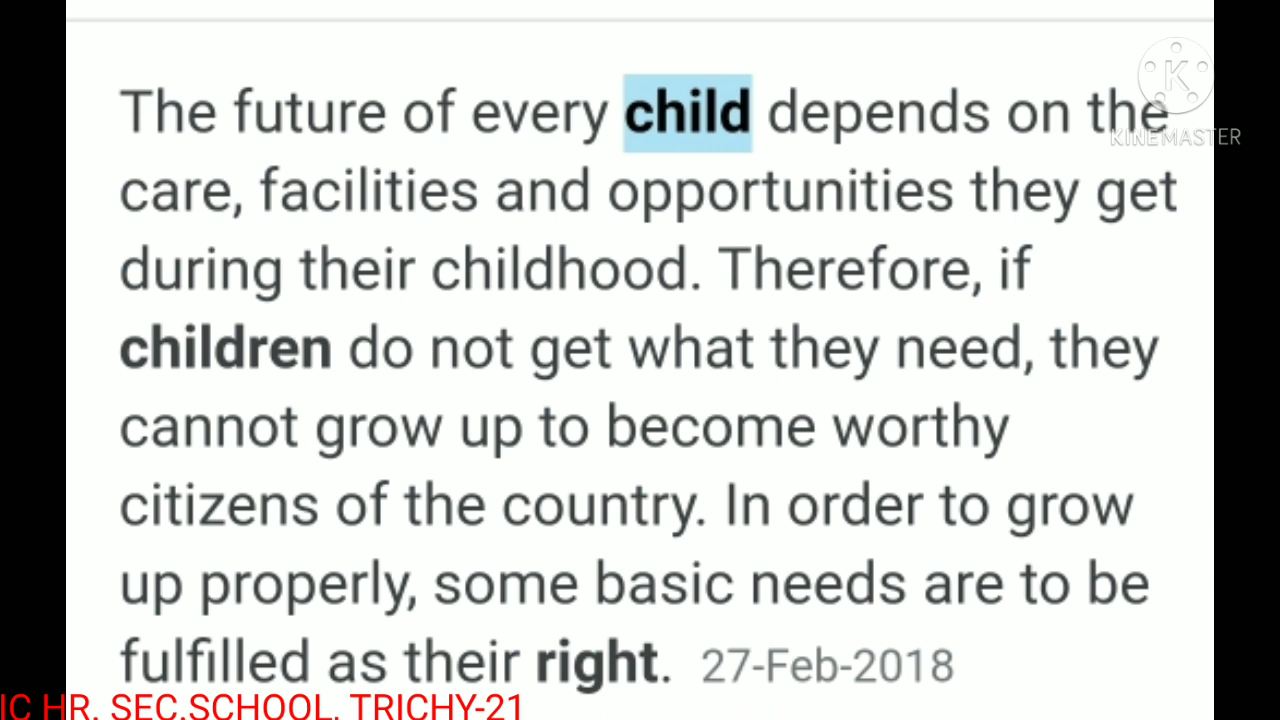 The future of every child depends on the
care, facilities and opportunities they get
during their childhood. Therefore, if
children do not get what they need, they
cannot grow up to become worthy
citizens of the country. In order to grow
up properly, some basic needs are to be
fulfilled as their right. 27-Feb-2018
K
KINEMASTER
IC HR. SEC.SCHOOL, TRICHY-21